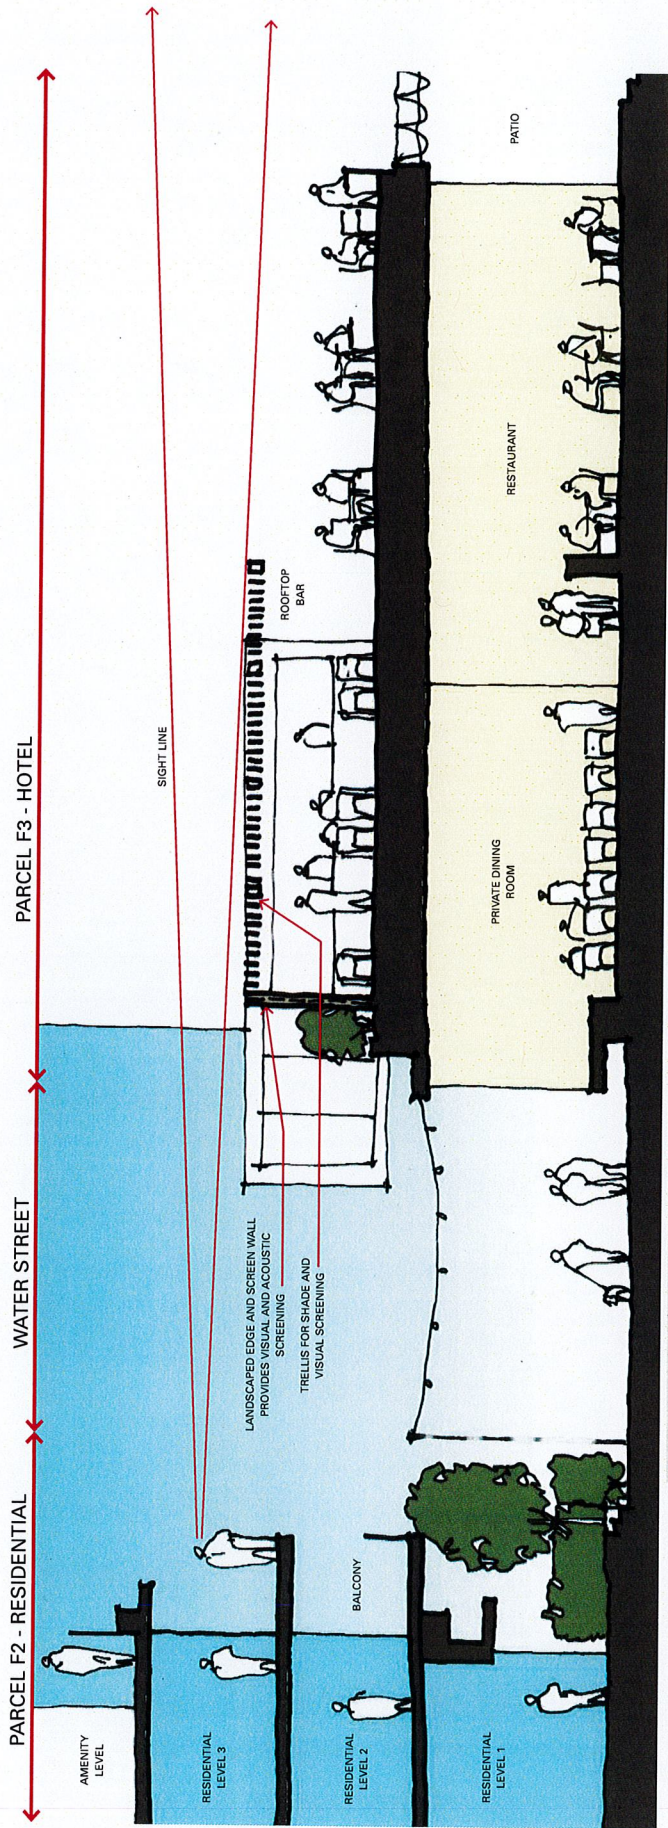 PARCEL F2 - RESIDENTIAL
WATER STREET
PARCEL F3 - HOTEL
AMENITY
LEVEL
SIGHT LINE
RESIDENTIAL
LEVEL 3
LANDSCAPED EDGE AND SCREEN WALL
PROVIDES VISUAL AND ACOUSTIC
SCREENING
TRELLIS FOR SHADE AND
VISUAL SCREENING
ROOFTOP
BAR
RESIDENTIAL
LEVEL 2
BALCONY
RESIDENTIAL
LEVEL 1
PRIVATE DINING
ROOM
RESTAURANT
PATIO